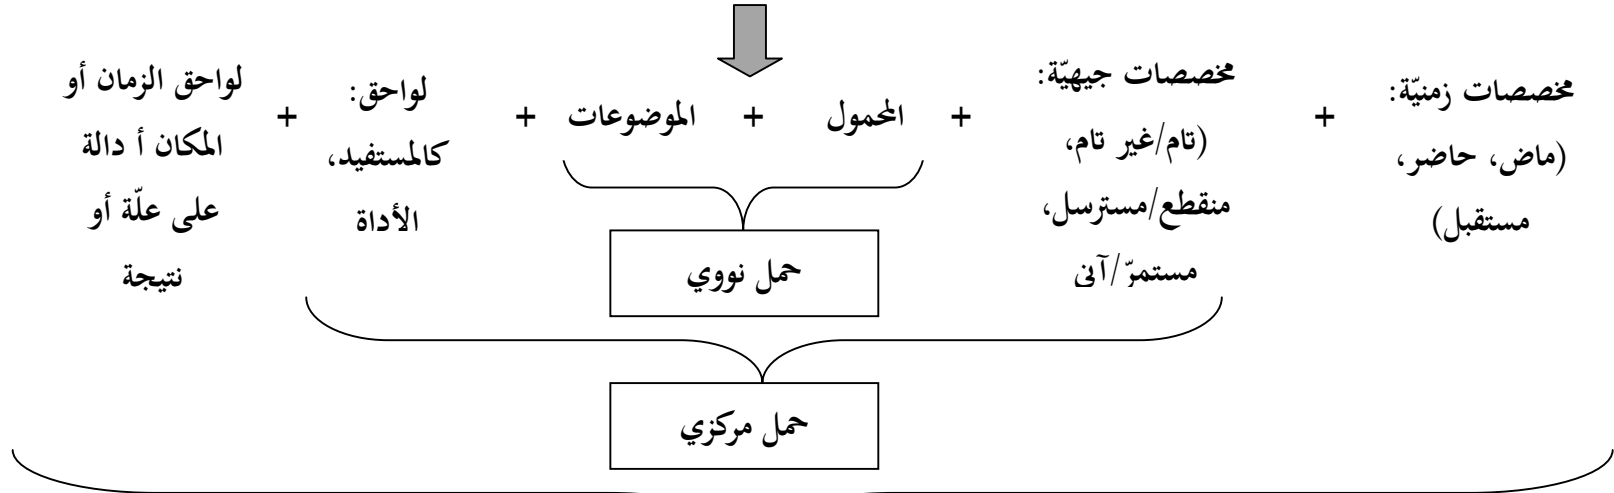 مخصصات زمنيّة:
(ماض، حاضر،
مستقبل)
+
مخصصات جيهيّة:
(تام/غير تام،
منقطع/مسترسل،
مستمرّ/آني
+
المحمول
+
الموضوعات
+
لواحق:
كالمستفيد،
الأداة
+
لواحق الزمان أو
المكان أ دالة
على علّة أو
نتيجة
حمل نووي
حمل مركزي